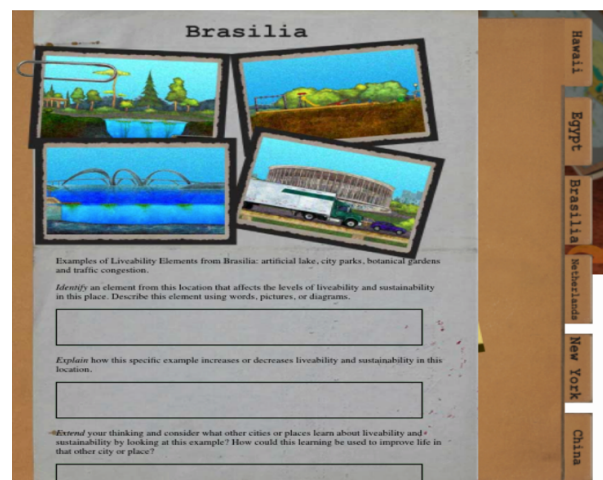 Brasilia
Examples of Liveability Elements from Brasilia: artificial lake, city parks, botanical gardens
and traffic congestion.
Identify an element from this location that affects the levels of liveability and sustainability
in this place. Describe this element using words, pictures, or diagrams.
Explain how this specific example increases or decreases liveability and sustainability in this
location.
Extend your thinking and consider what other cities or places learn about liveability and
sustainability by looking at this example? How could this learning be used to improve life in
that other city or place?
Hawaii
Egypt
Brasilia
Netherlands
New York
China